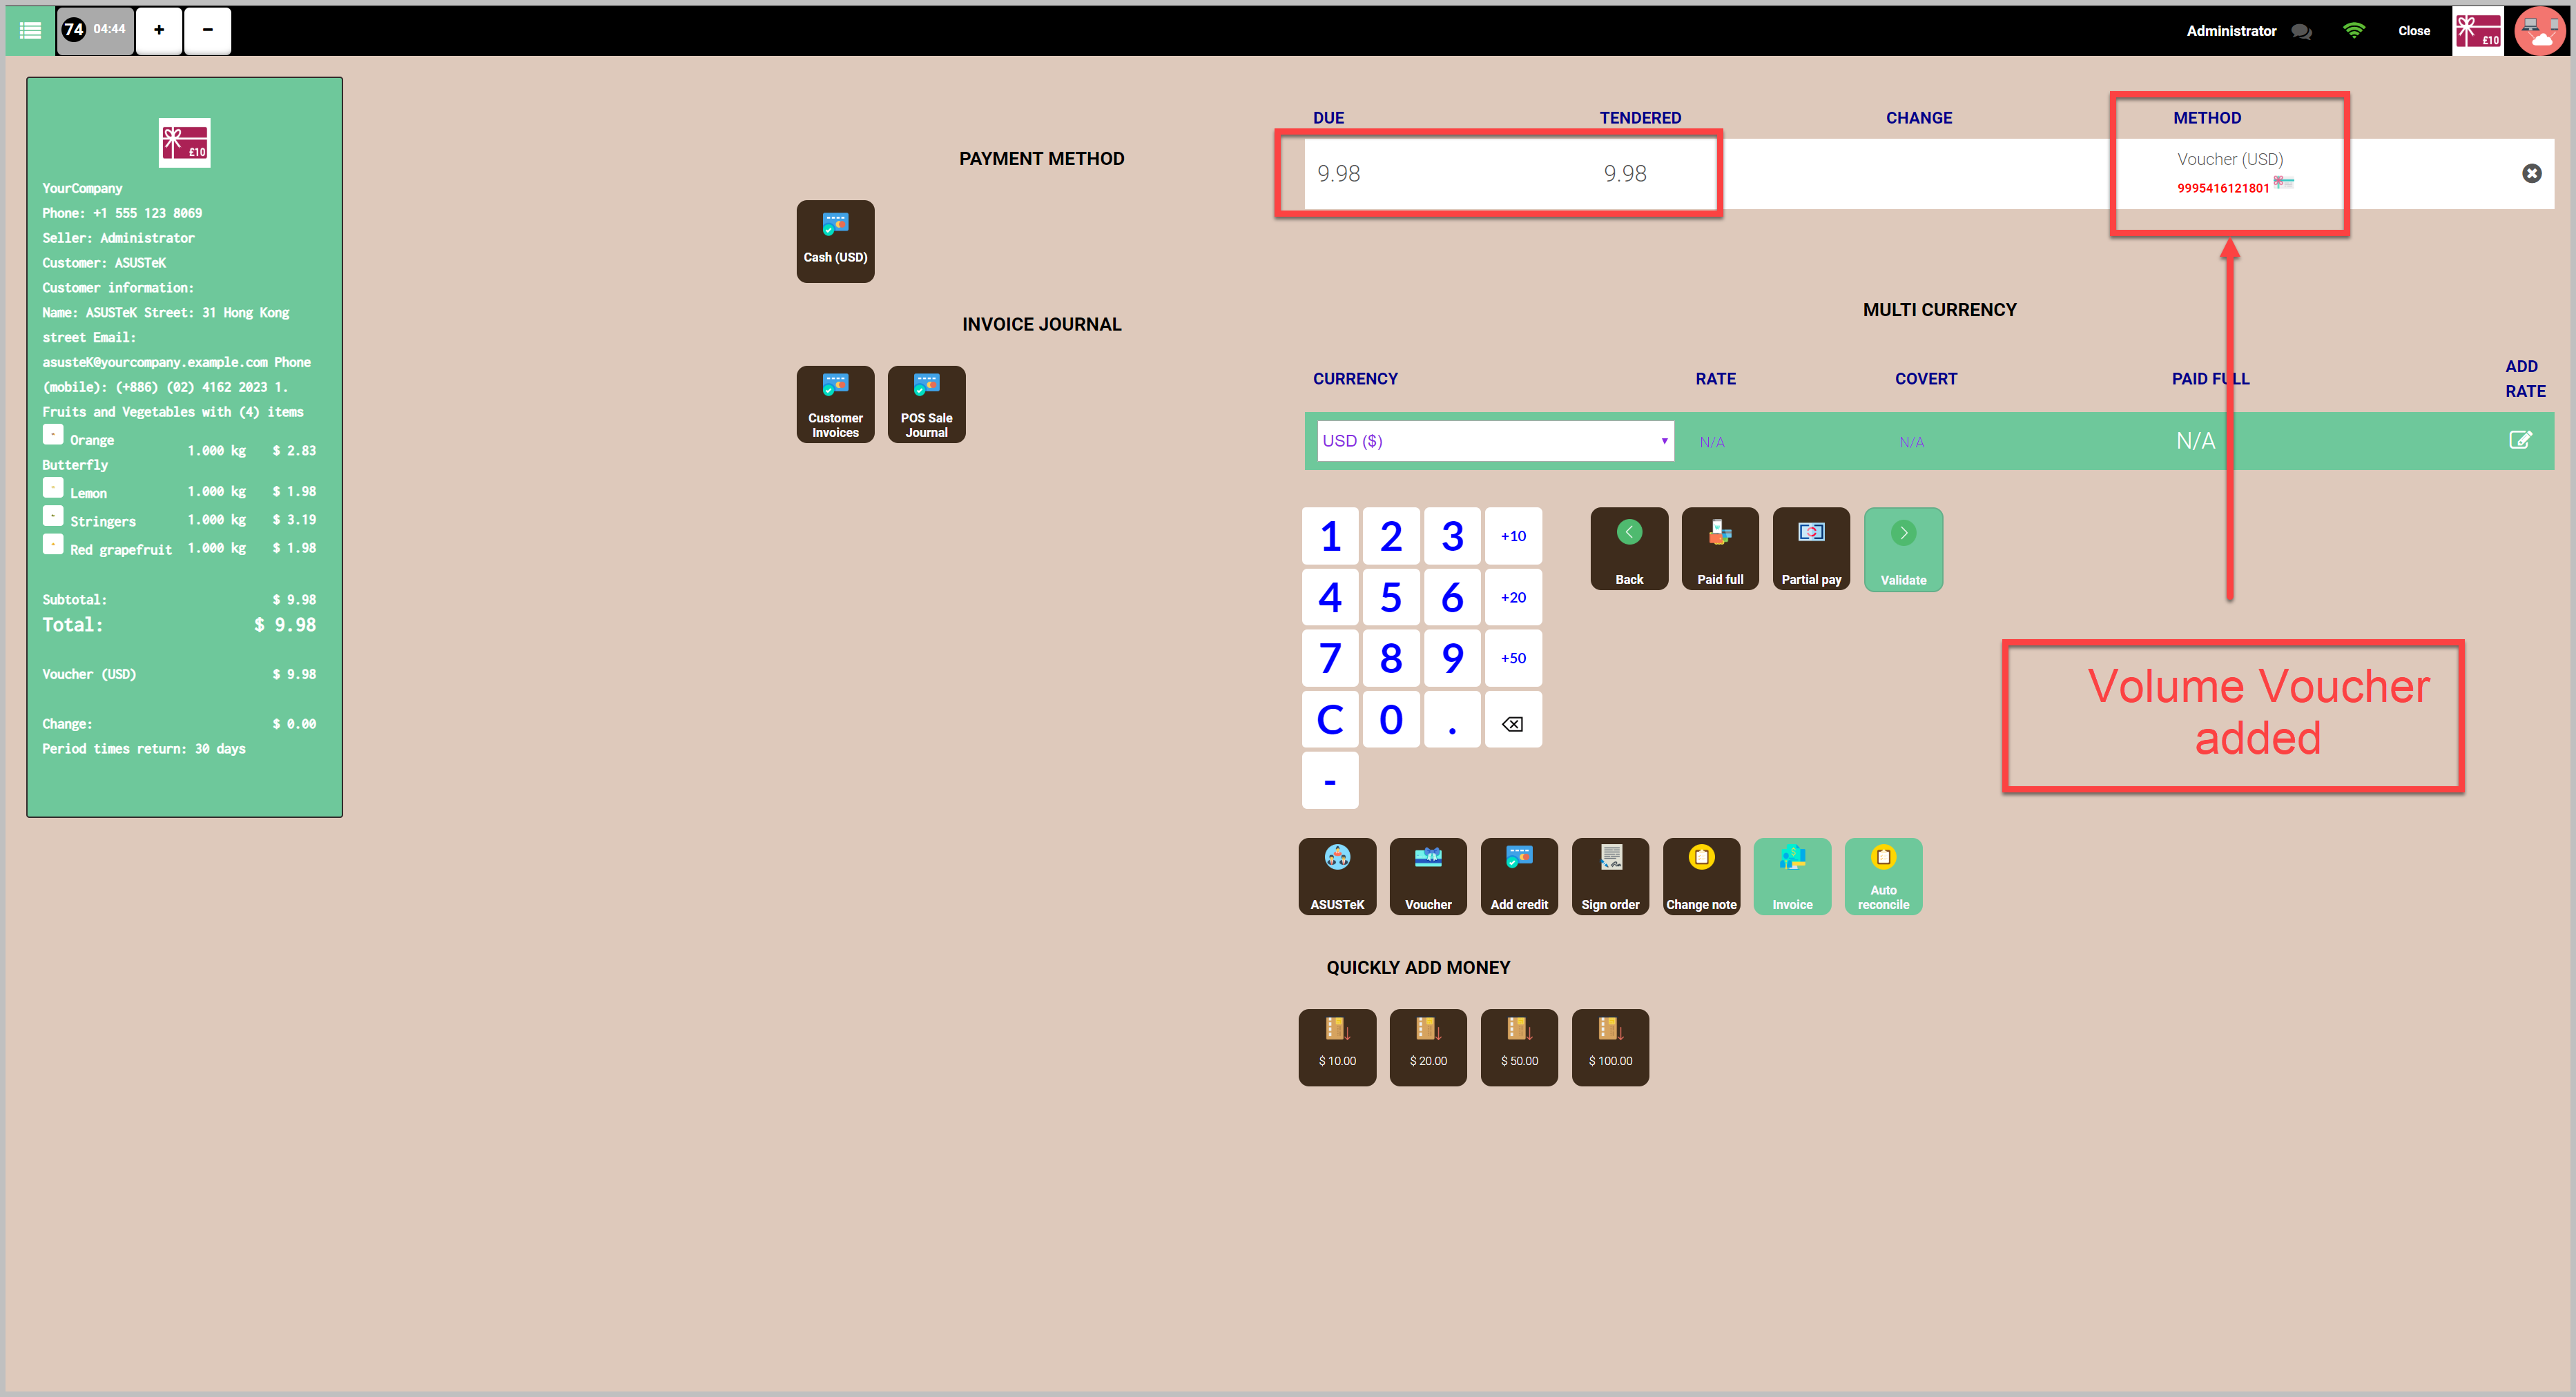 74 04:44 + -
Administrator Close £10
£10
YourCompany
Phone: +1 555 123 8069
Seller: Administrator
Customer: ASUSTeK
Customer information:
Name: ASUSTeK Street: 31 Hong Kong
street Email:
asusteK@yourcompany.example.com Phone
(mobile): (+886) (02) 4162 2023 1.
Fruits and Vegetables with (4) items
- Orange
Butterfly 1.000 kg $ 2.83
- Lemon 1.000 kg $ 1.98
- Stringers 1.000 kg $ 3.19
- Red grapefruit 1.000 kg $ 1.98
Subtotal: $ 9.98
Total: $ 9.98
Voucher (USD) $ 9.98
Change: $ 0.00
Period times return: 30 days
PAYMENT METHOD
Cash (USD)
INVOICE JOURNAL
Customer
Invoices
POS Sale
Journal
DUE TENDERED CHANGE METHOD
9.98 9.98 Voucher (USD)
9995416121801
MULTI CURRENCY
CURRENCY RATE COVERT PAID FULL ADD
RATE
USD ($) N/A N/A N/A
1 2 3 +10
4 5 6 +20
7 8 9 +50
C 0 .
-
Back Paid full Partial pay Validate
Volume Voucher
added
ASUSTeK Voucher Add credit Sign order Change note Invoice Auto
reconcile
QUICKLY ADD MONEY
$ 10.00 $ 20.00 $ 50.00 $ 100.00